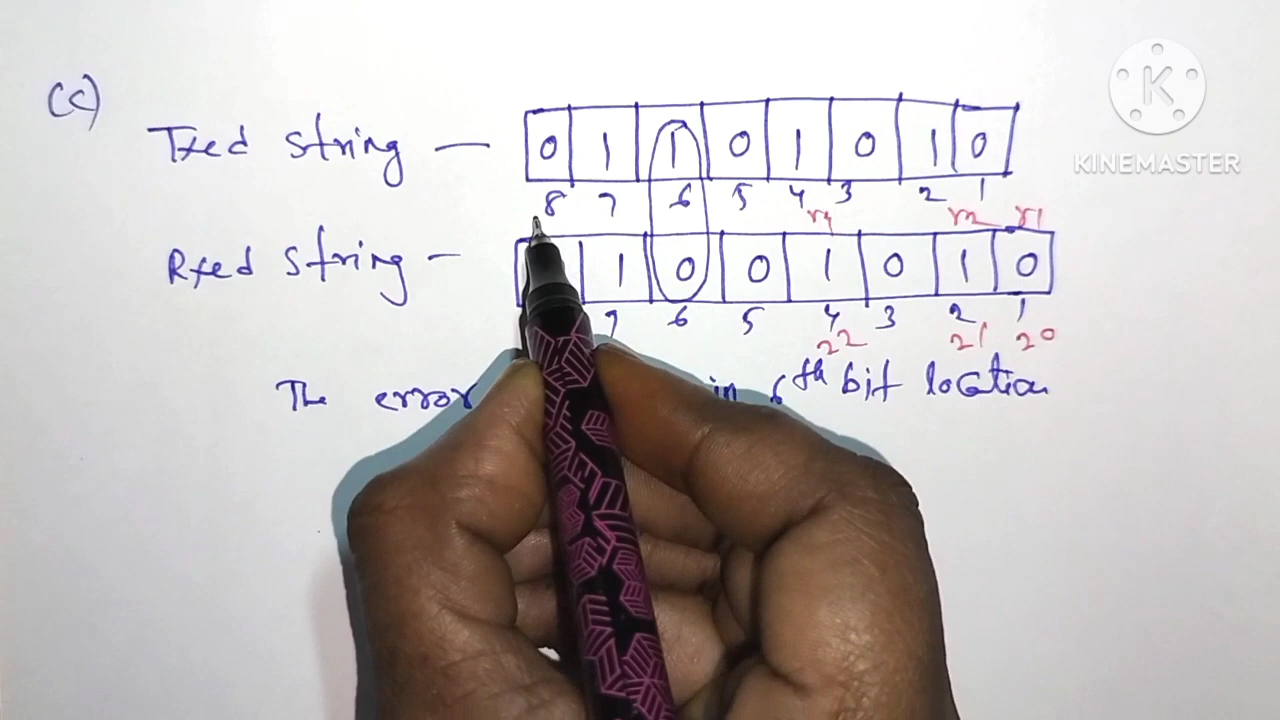 (c)
KINEMASTER
Txed string — 0 1 1 0 1 0 1 0
8 7 6 5 4 3 2 1
r4 r2 r1
Rxed string — 1 0 0 1 0 1 0
7 6 5 4 3 2 1
2² 2¹ 2⁰
The error in 6th bit location